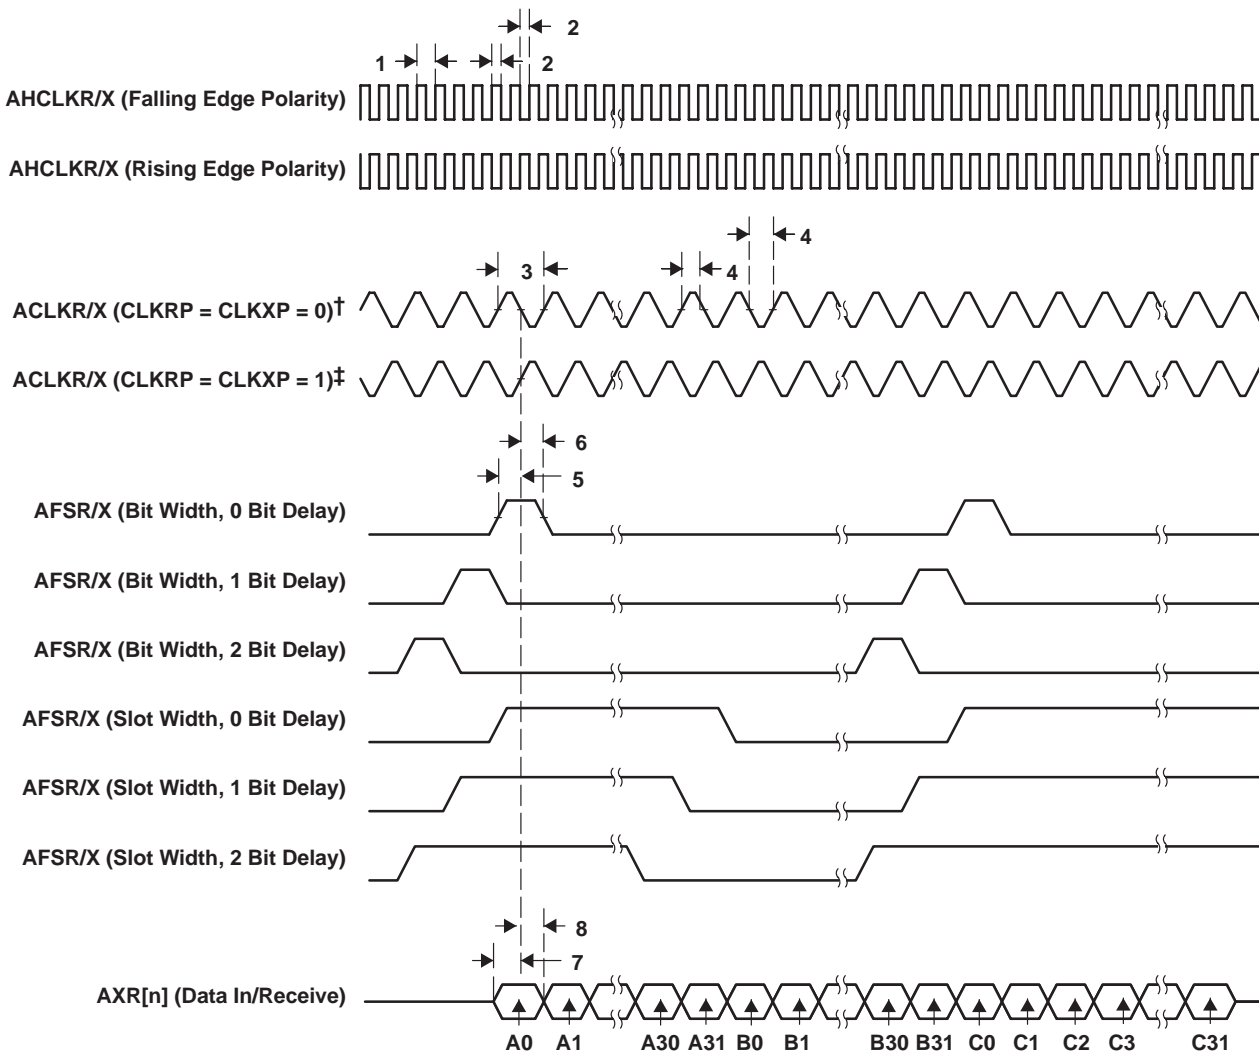 2
1
2
AHCLKR/X (Falling Edge Polarity)
AHCLKR/X (Rising Edge Polarity)
4
3
4
ACLKR/X (CLKRP = CLKXP = 0)†
ACLKR/X (CLKRP = CLKXP = 1)‡
6
5
AFSR/X (Bit Width, 0 Bit Delay)
AFSR/X (Bit Width, 1 Bit Delay)
AFSR/X (Bit Width, 2 Bit Delay)
AFSR/X (Slot Width, 0 Bit Delay)
AFSR/X (Slot Width, 1 Bit Delay)
AFSR/X (Slot Width, 2 Bit Delay)
8
7
AXR[n] (Data In/Receive)
A0 A1 A30 A31 B0 B1 B30 B31 C0 C1 C2 C3 C31